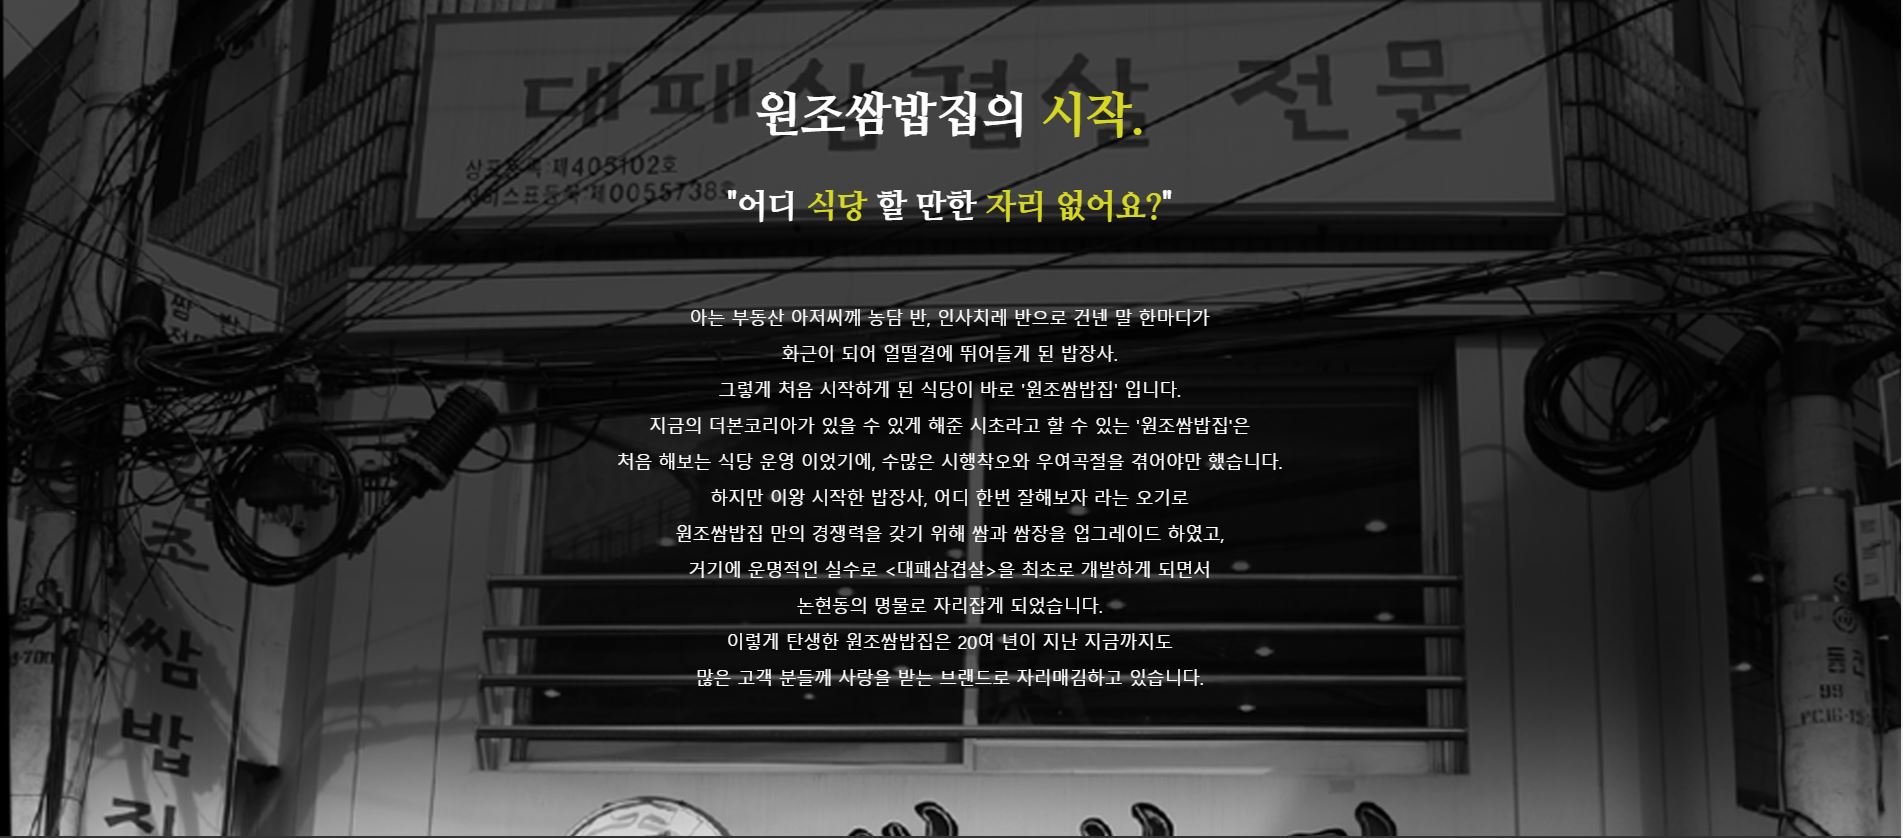 대패삼겹살 전문
원조쌈밥집의 시작.
상표등록 제405102호
"어디 식당 할 만한 자리 없어요?"
아는 부동산 아저씨께 농담 반, 인사치레 반으로 건넨 말 한마디가
화근이 되어 얼떨결에 뛰어들게 된 밥장사.
그렇게 처음 시작하게 된 식당이 바로 '원조쌈밥집' 입니다.
지금의 더본코리아가 있을 수 있게 해준 시초라고 할 수 있는 '원조쌈밥집'은
처음 해보는 식당 운영 이었기에, 수많은 시행착오와 우여곡절을 겪어야만 했습니다.
하지만 이왕 시작한 밥장사, 어디 한번 잘해보자 라는 오기로
원조쌈밥집 만의 경쟁력을 갖기 위해 쌈과 쌈장을 업그레이드 하였고,
거기에 운명적인 실수로 <대패삼겹살>을 최초로 개발하게 되면서
논현동의 명물로 자리잡게 되었습니다.
이렇게 탄생한 원조쌈밥집은 20여 년이 지난 지금까지도
많은 고객 분들께 사랑을 받는 브랜드로 자리매김하고 있습니다.
조
쌈
밥
집
99